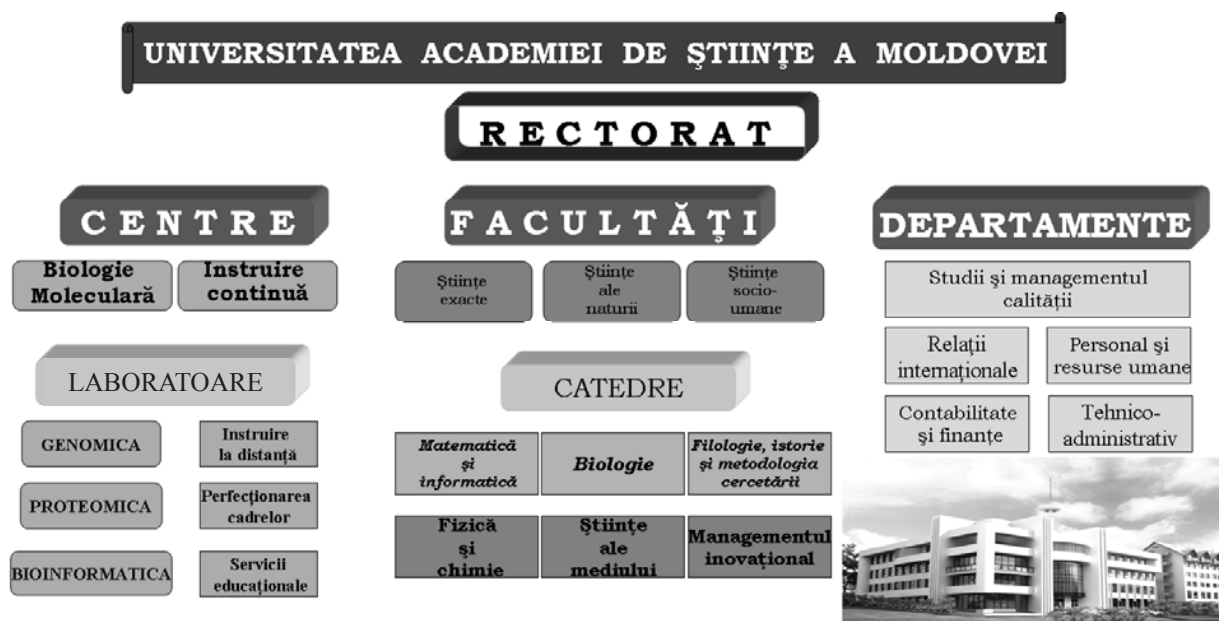 UNIVERSITATEA ACADEMIEI DE ŞTIINŢE A MOLDOVEI
RECTORAT
CENTRE
Biologie
Moleculară
Instruire
continuă
LABORATOARE
GENOMICA
PROTEOMICA
BIOINFORMATICA
Instruire
la distanţă
Perfecţionarea
cadrelor
Servicii
educaţionale
FACULTĂŢI
Ştiinţe
exacte
Ştiinţe
ale
naturii
Ştiinţe
socio-
umane
CATEDRE
Matematică
şi
informatică
Biologie
Filologie, istorie
şi metodologia
cercetării
Fizică
şi
chimie
Ştiinţe
ale
mediului
Managementul
inovaţional
DEPARTAMENTE
Studii şi managementul
calităţii
Relaţii
internaţionale
Personal şi
resurse umane
Contabilitate
şi finanţe
Tehnico-
administrativ